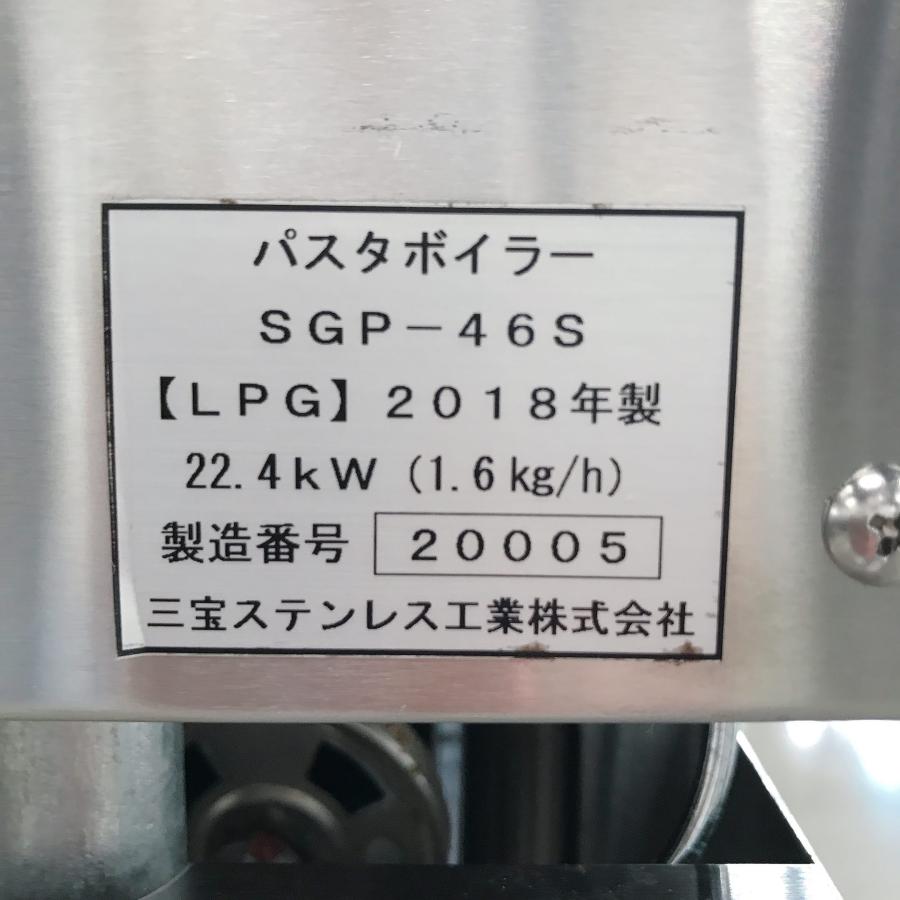 パスタボイラー
ＳＧＰ－４６Ｓ
【ＬＰＧ】２０１８年製
22.4ｋＷ（1.6㎏/h）
製造番号 ２０００５
三宝ステンレス工業株式会社